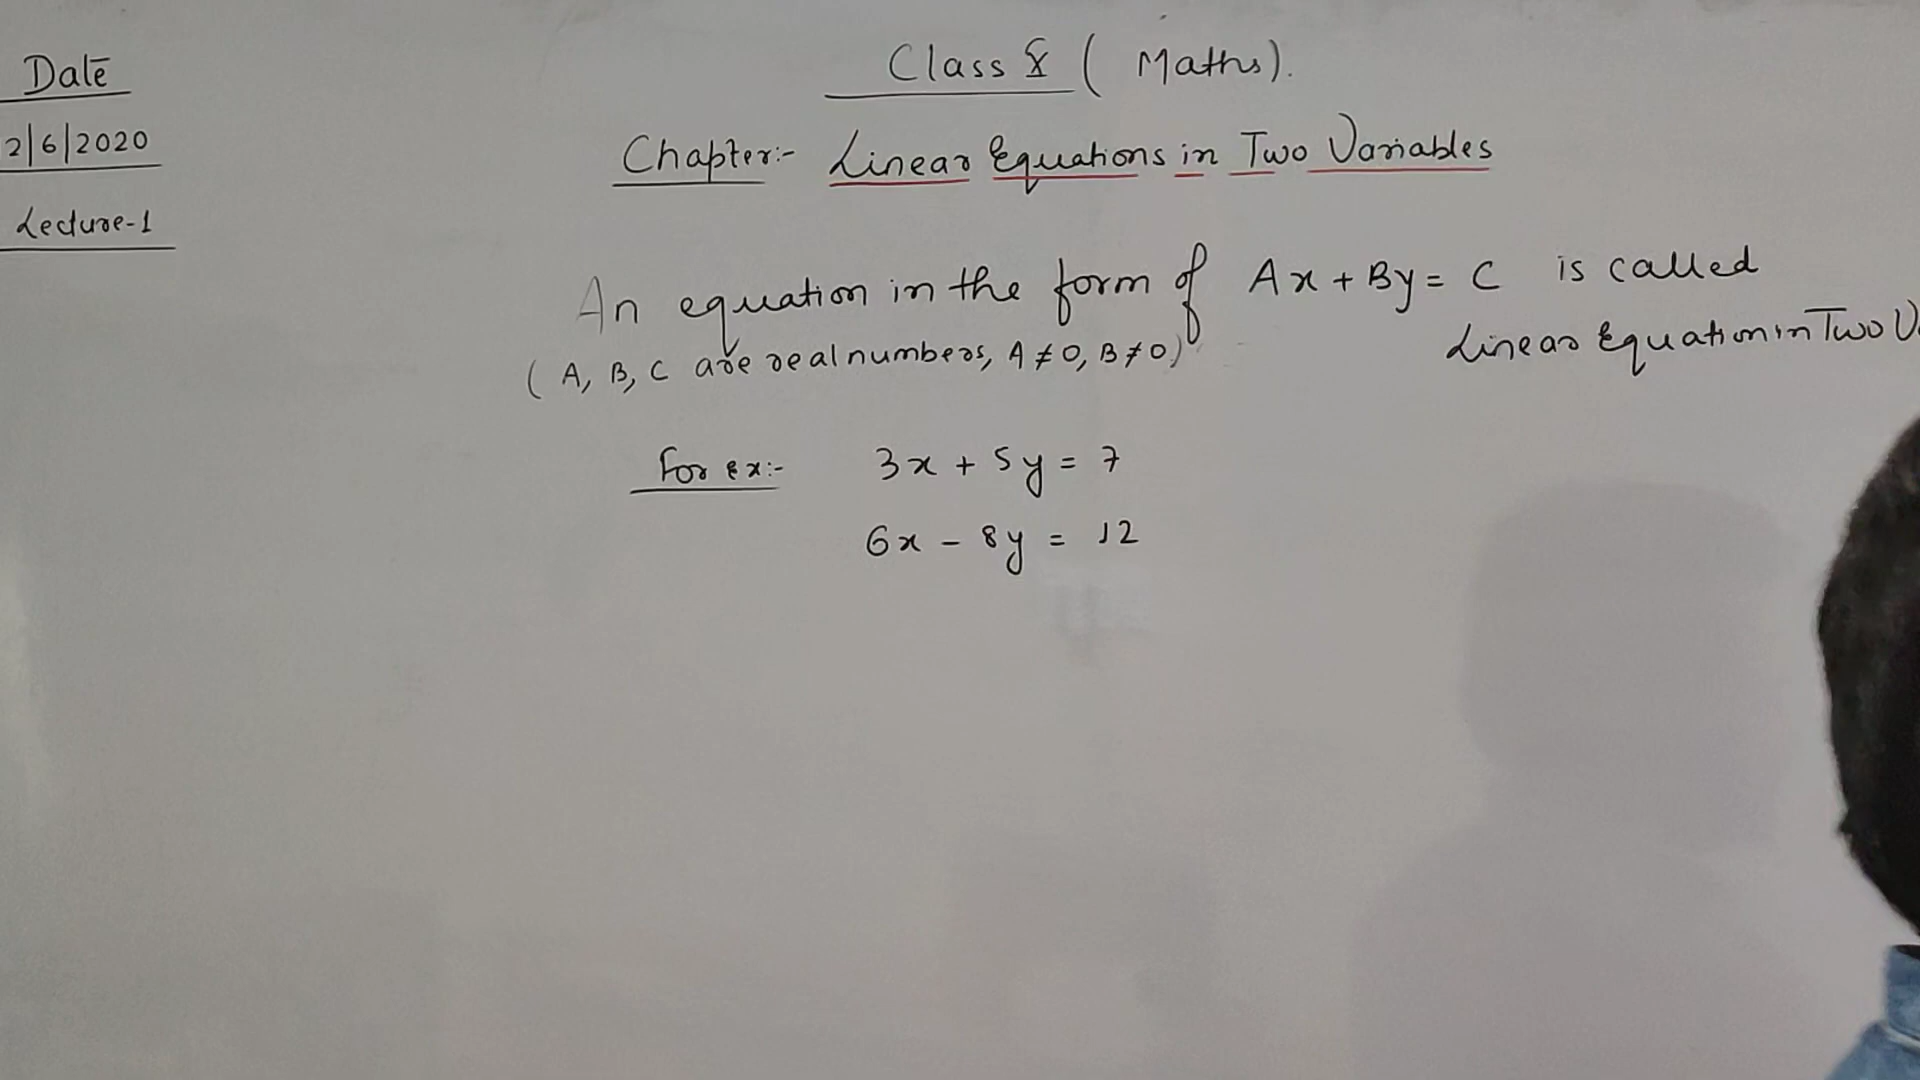 Date
2/6/2020
Lecture-1
Class X ( Maths).
Chapter:- Linear Equations in Two Variables
An equation in the form of Ax + By = C is called
Linear Equation in Two
( A, B, C are real numbers, A ≠ 0, B ≠ 0)
For ex:- 3x + 5y = 7
6x - 8y = 12